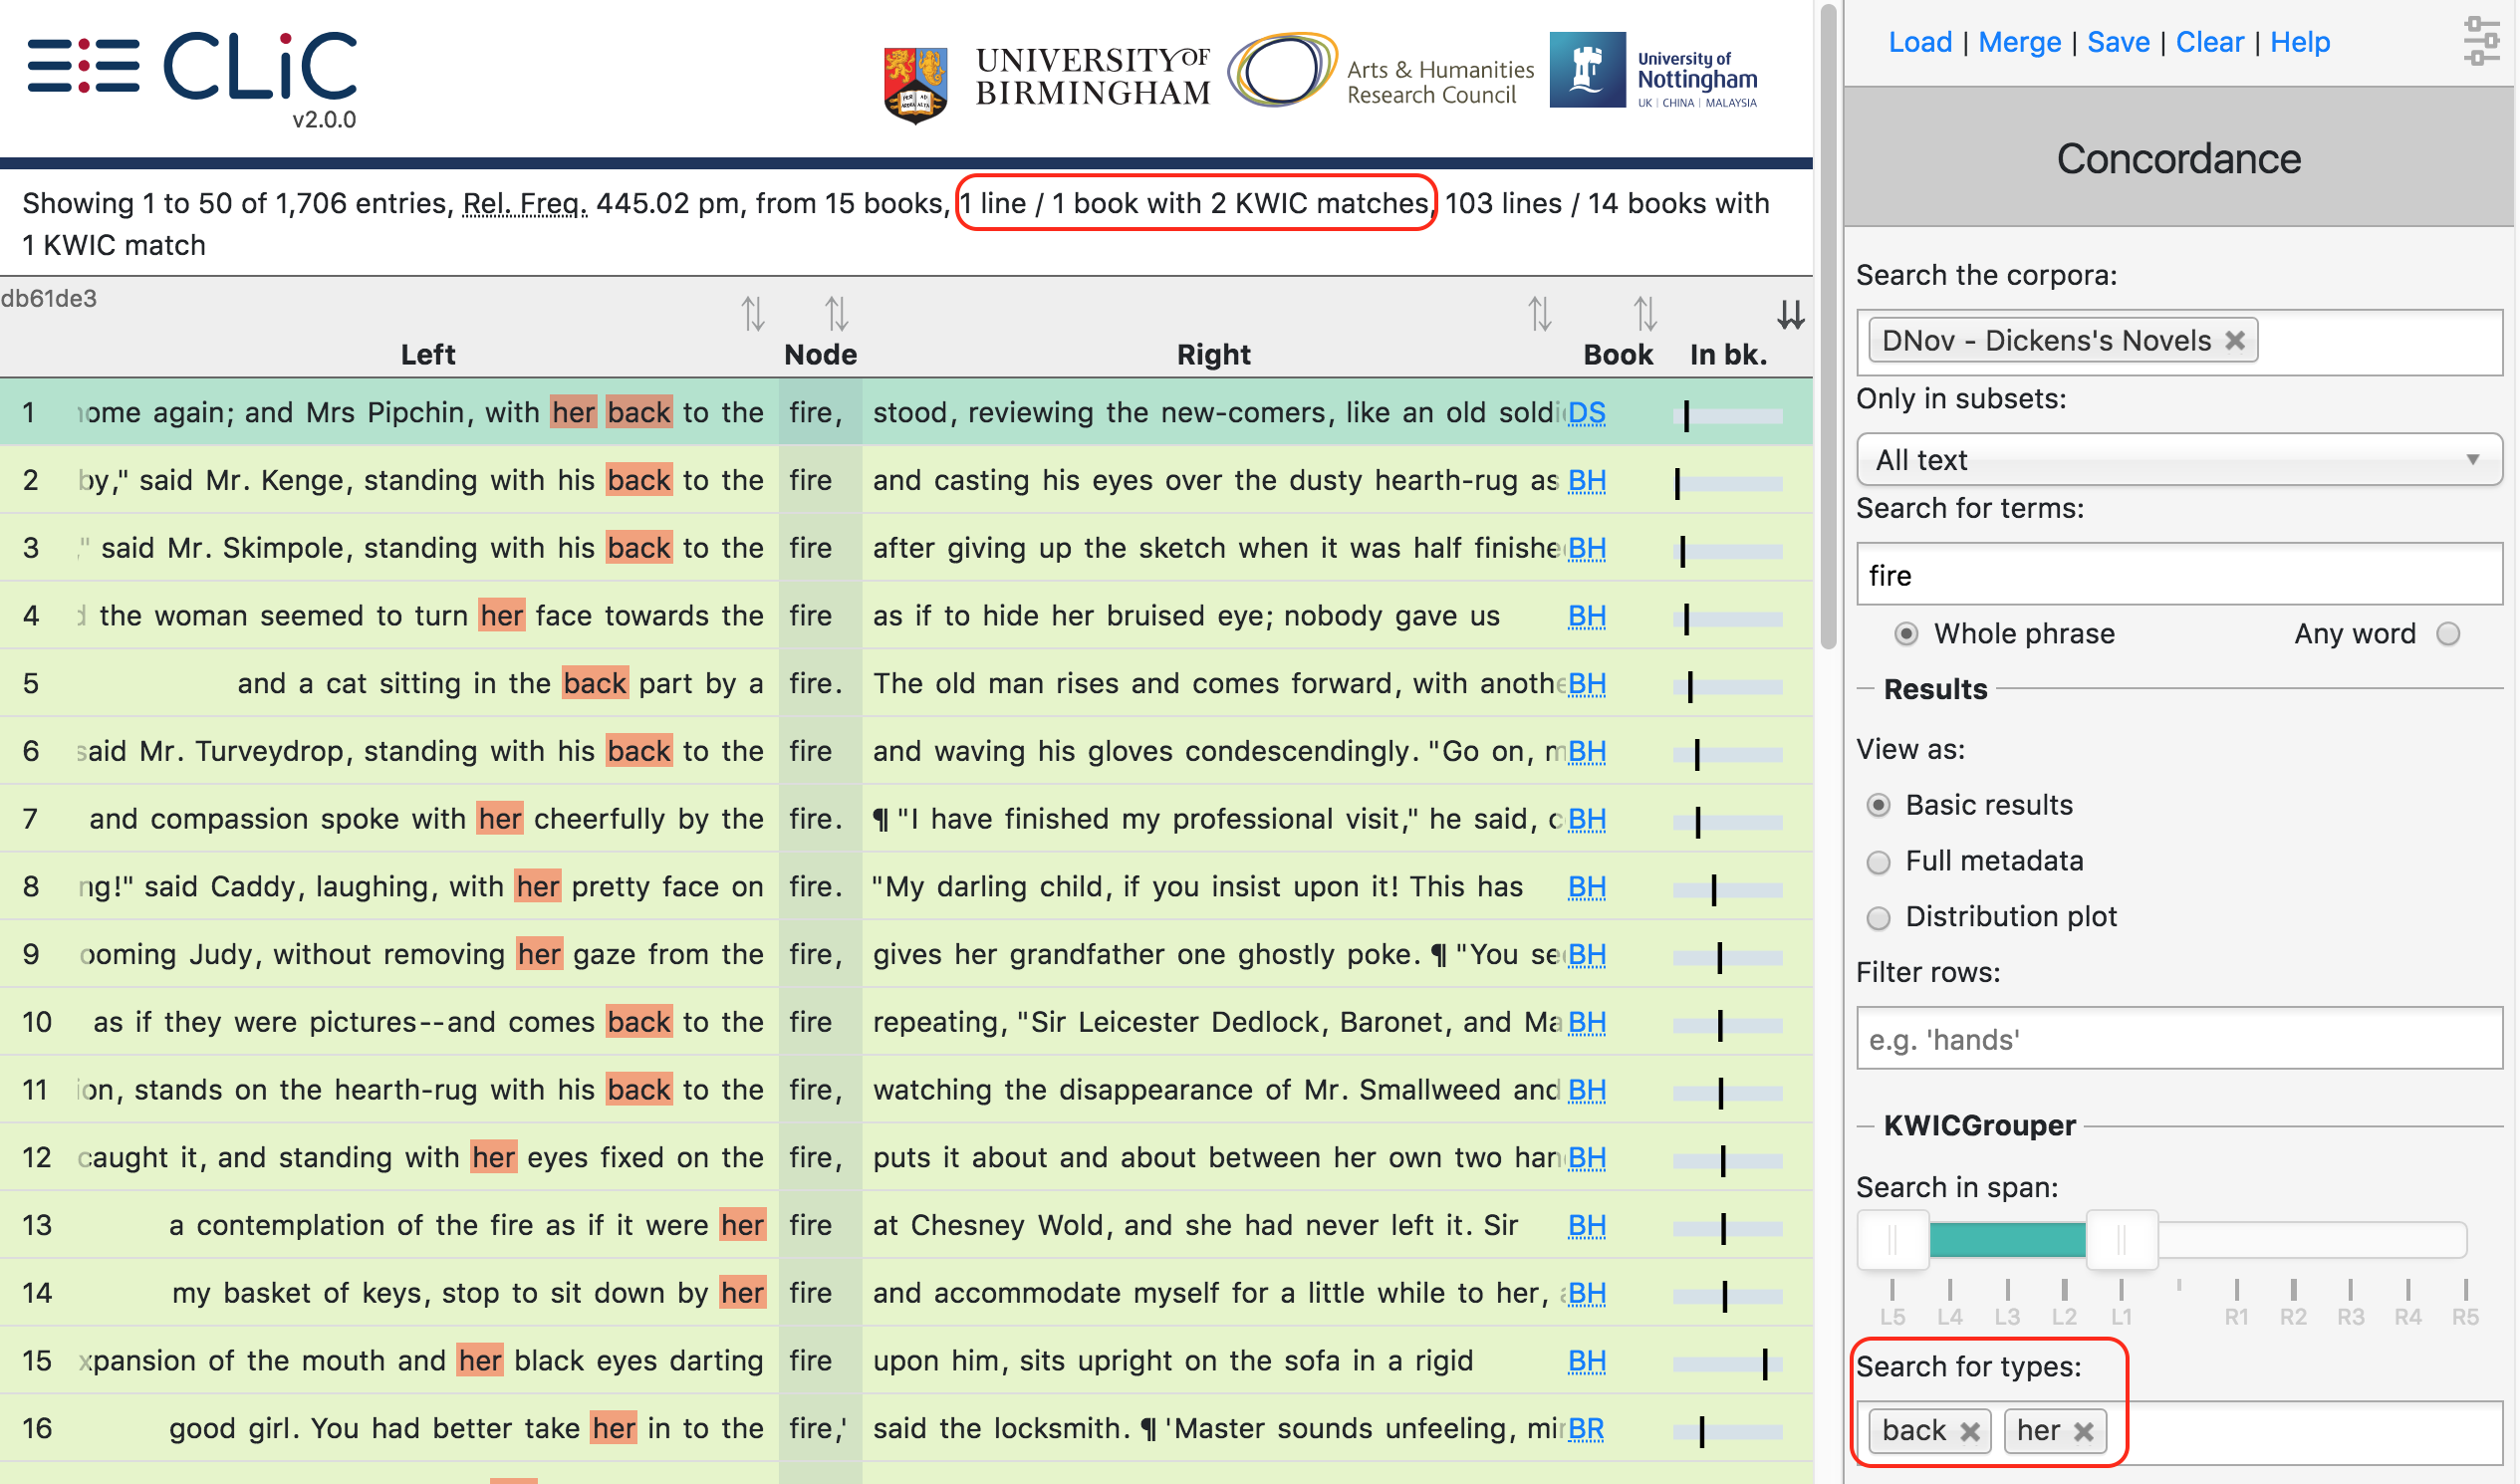 CLiC
v2.0.0
UNIVERSITY OF
BIRMINGHAM
Arts & Humanities
Research Council
University of
Nottingham
UK | CHINA | MALAYSIA
Load | Merge | Save | Clear | Help
Concordance
Showing 1 to 50 of 1,706 entries, Rel. Freq. 445.02 pm, from 15 books, 1 line / 1 book with 2 KWIC matches, 103 lines / 14 books with
1 KWIC match
db61de3
Left Node Right Book In bk.
1 ome again; and Mrs Pipchin, with her back to the fire, stood, reviewing the new-comers, like an old soldi DS
2 by," said Mr. Kenge, standing with his back to the fire and casting his eyes over the dusty hearth-rug as BH
3 ," said Mr. Skimpole, standing with his back to the fire after giving up the sketch when it was half finishe BH
4 d the woman seemed to turn her face towards the fire as if to hide her bruised eye; nobody gave us BH
5 and a cat sitting in the back part by a fire. The old man rises and comes forward, with anothe BH
6 said Mr. Turveydrop, standing with his back to the fire and waving his gloves condescendingly. "Go on, m BH
7 and compassion spoke with her cheerfully by the fire. ¶ "I have finished my professional visit," he said, c BH
8 ng!" said Caddy, laughing, with her pretty face on fire. "My darling child, if you insist upon it! This has BH
9 ooming Judy, without removing her gaze from the fire, gives her grandfather one ghostly poke. ¶ "You se BH
10 as if they were pictures--and comes back to the fire repeating, "Sir Leicester Dedlock, Baronet, and Ma BH
11 ion, stands on the hearth-rug with his back to the fire, watching the disappearance of Mr. Smallweed and BH
12 caught it, and standing with her eyes fixed on the fire, puts it about and about between her own two han BH
13 a contemplation of the fire as if it were her fire at Chesney Wold, and she had never left it. Sir BH
14 my basket of keys, stop to sit down by her fire and accommodate myself for a little while to her, a BH
15 xpansion of the mouth and her black eyes darting fire upon him, sits upright on the sofa in a rigid BH
16 good girl. You had better take her in to the fire,' said the locksmith. ¶ 'Master sounds unfeeling, mi BR
Search the corpora:
DNov - Dickens's Novels
Only in subsets:
All text
Search for terms:
fire
Whole phrase Any word
Results
View as:
Basic results
Full metadata
Distribution plot
Filter rows:
e.g. 'hands'
KWICGrouper
Search in span:
L5 L4 L3 L2 L1 R1 R2 R3 R4 R5
Search for types:
back her